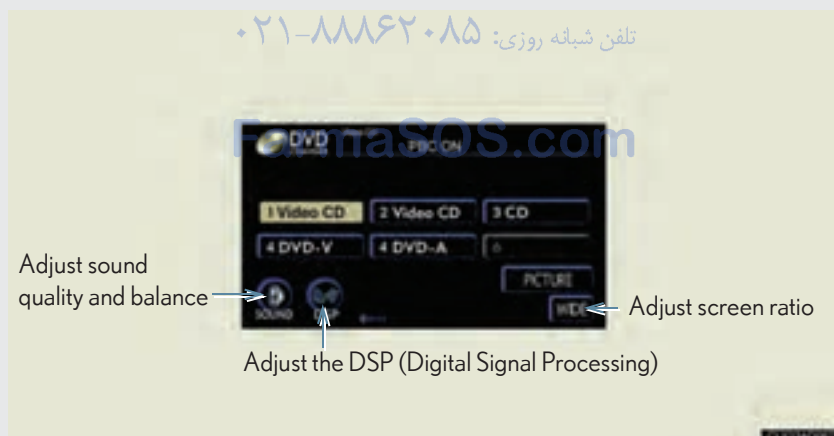 تلفن شبانه روزی: ۰۲۱-۸۸۸۶۲۰۸۵
FarmaSOS.com
DVD
PBC ON
1 Video CD 2 Video CD 3 CD
4 DVD-V 4 DVD-A 6
PICTURE
SOUND DSP WIDE
Adjust sound
quality and balance
Adjust screen ratio
Adjust the DSP (Digital Signal Processing)